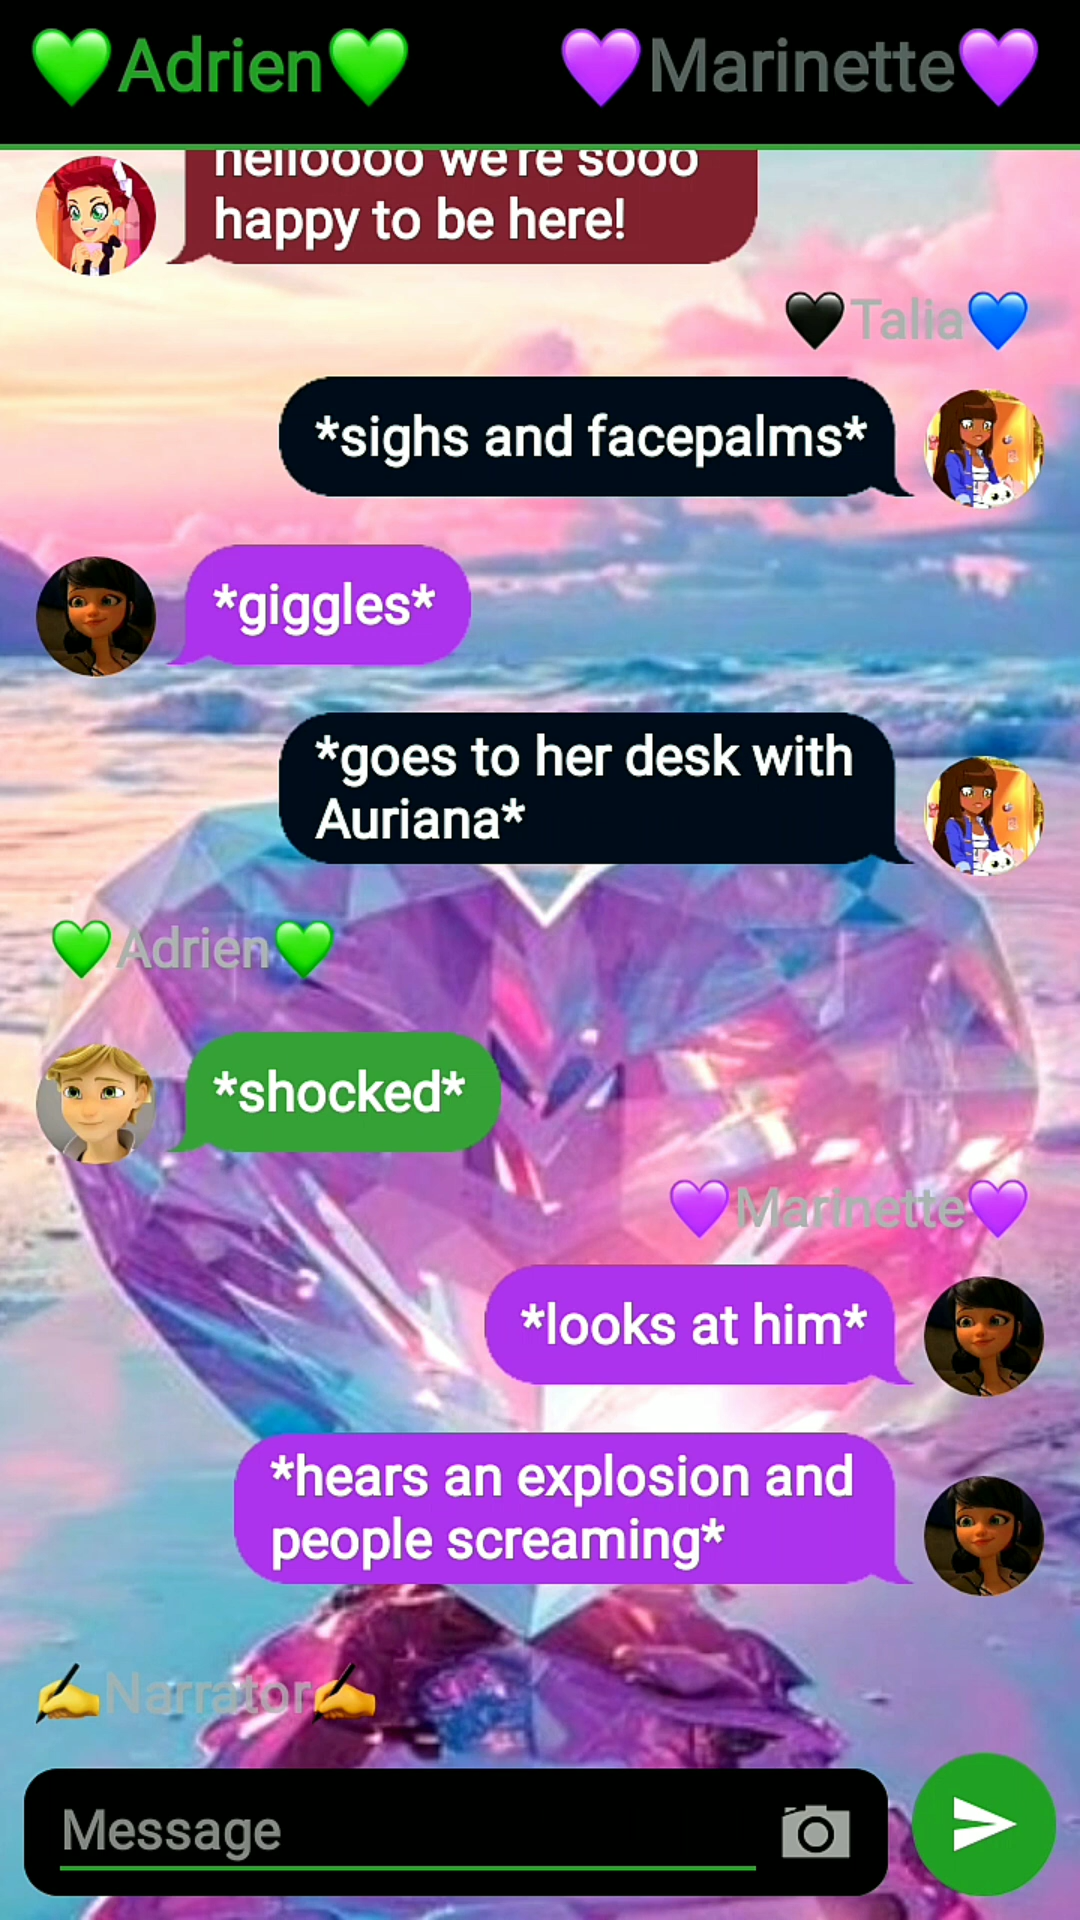 💚Adrien💚 💜Marinette💜
helloooo we're sooo
happy to be here!
🖤Talia💙
*sighs and facepalms*
*giggles*
*goes to her desk with
Auriana*
💚Adrien💚
*shocked*
💜Marinette💜
*looks at him*
*hears an explosion and
people screaming*
✍️Narrator✍️
Message